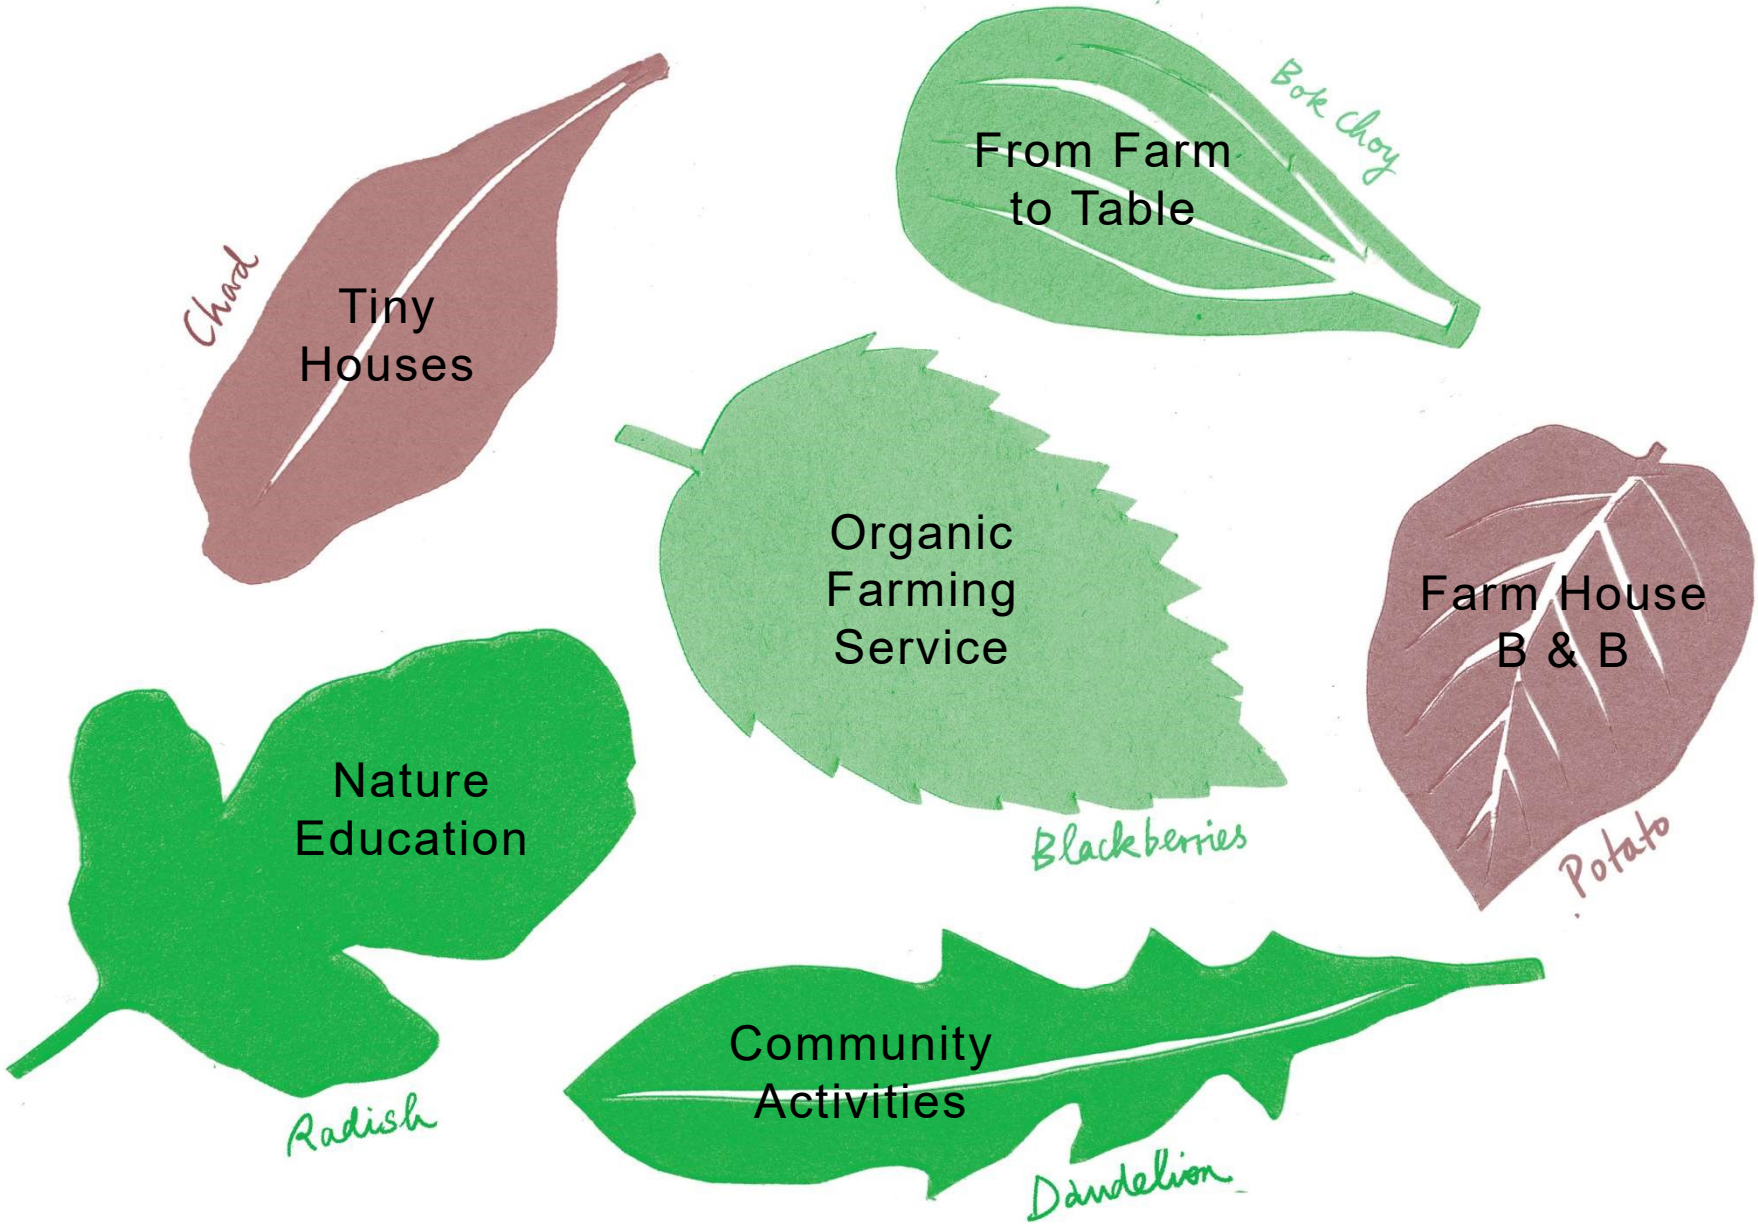 Bok choy
From Farm
to Table
Chard
Tiny
Houses
Organic
Farming
Service
Farm House
B & B
Nature
Education
Blackberries
Potato
Community
Activities
Radish
Dandelion